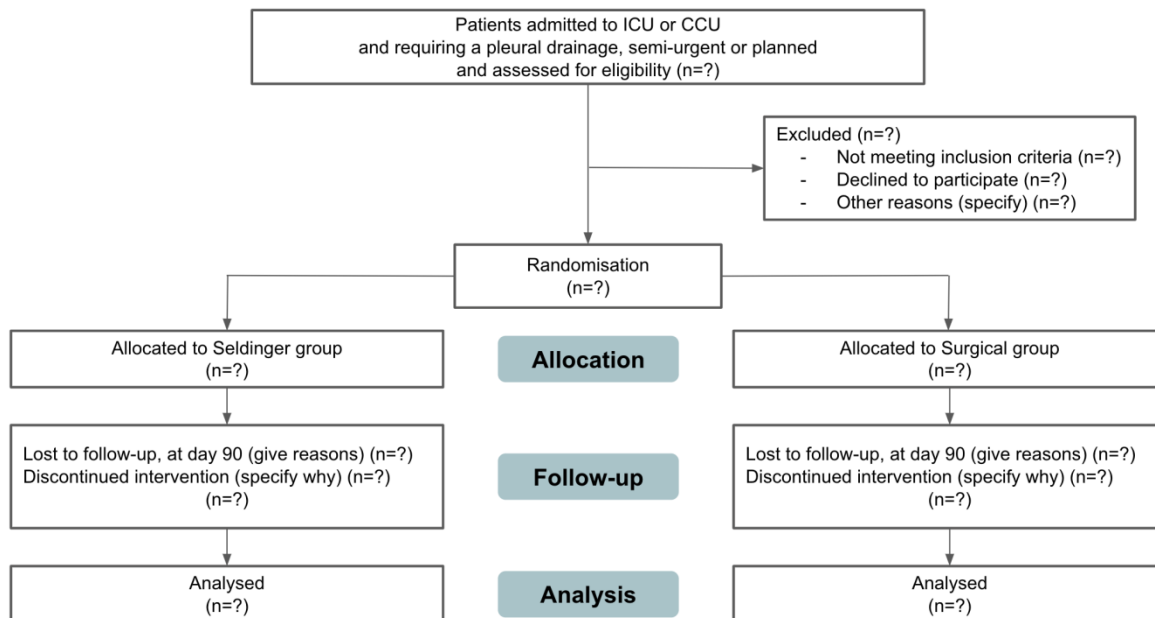 Patients admitted to ICU or CCU
and requiring a pleural drainage, semi-urgent or planned
and assessed for eligibility (n=?)
Excluded (n=?)
- Not meeting inclusion criteria (n=?)
- Declined to participate (n=?)
- Other reasons (specify) (n=?)
Randomisation
(n=?)
Allocated to Seldinger group
(n=?)
Allocation
Allocated to Surgical group
(n=?)
Lost to follow-up, at day 90 (give reasons) (n=?)
Discontinued intervention (specify why) (n=?)
(n=?)
Follow-up
Lost to follow-up, at day 90 (give reasons) (n=?)
Discontinued intervention (specify why) (n=?)
(n=?)
Analysed
(n=?)
Analysis
Analysed
(n=?)